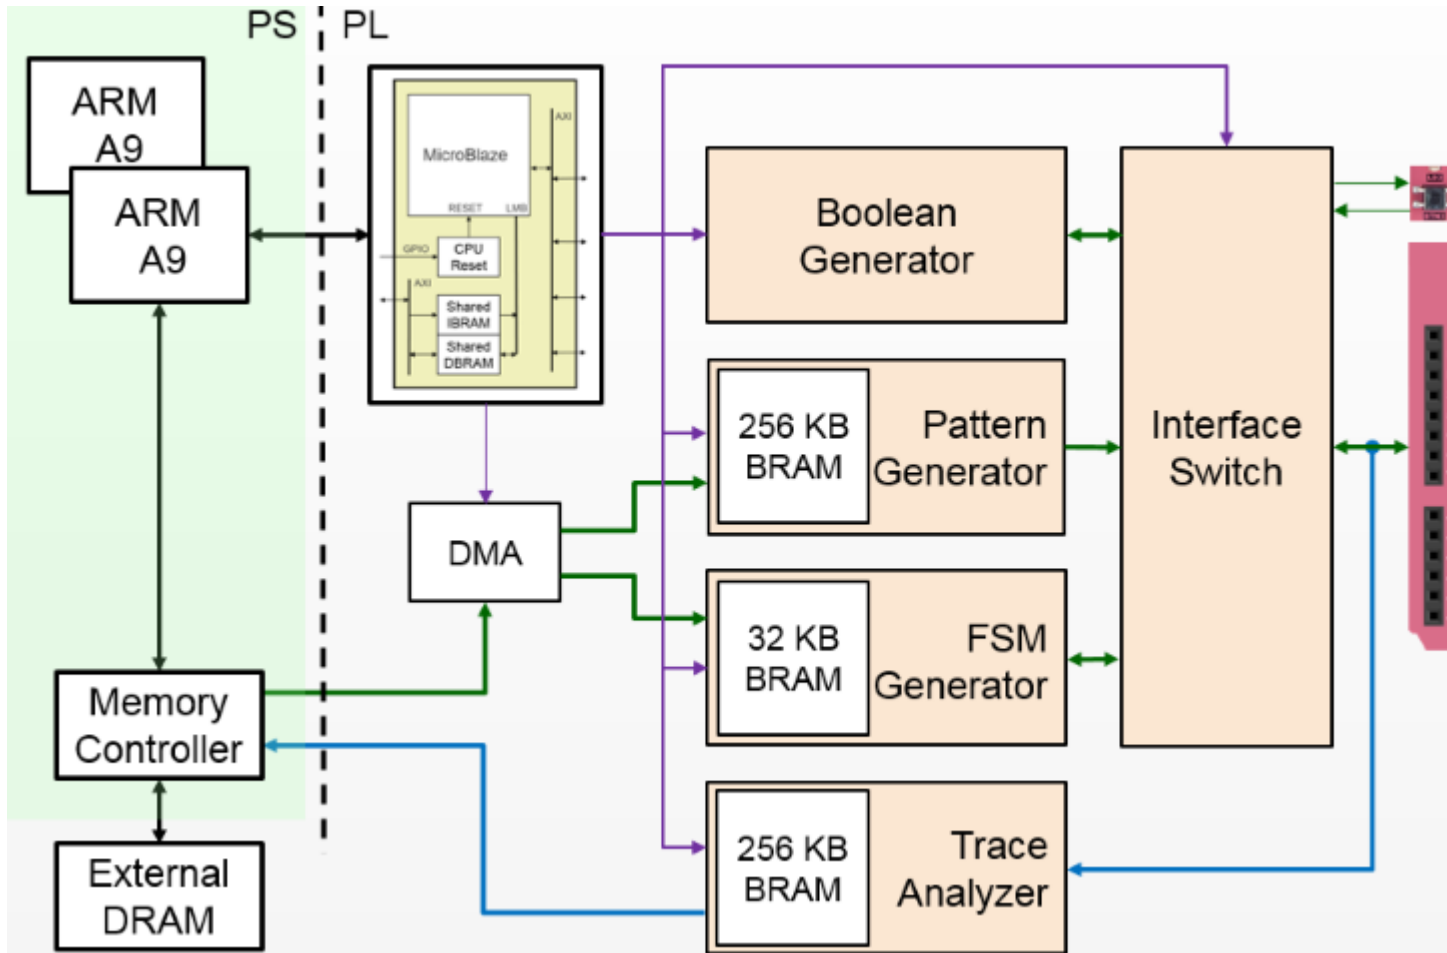 PS
PL
ARM
A9
ARM
A9
MicroBlaze
AXI
RESET
LMB
GPIO
CPU
Reset
AXI
Shared
IBRAM
Shared
DBRAM
Boolean
Generator
256 KB
BRAM
Pattern
Generator
Interface
Switch
DMA
32 KB
BRAM
FSM
Generator
Memory
Controller
External
DRAM
256 KB
BRAM
Trace
Analyzer